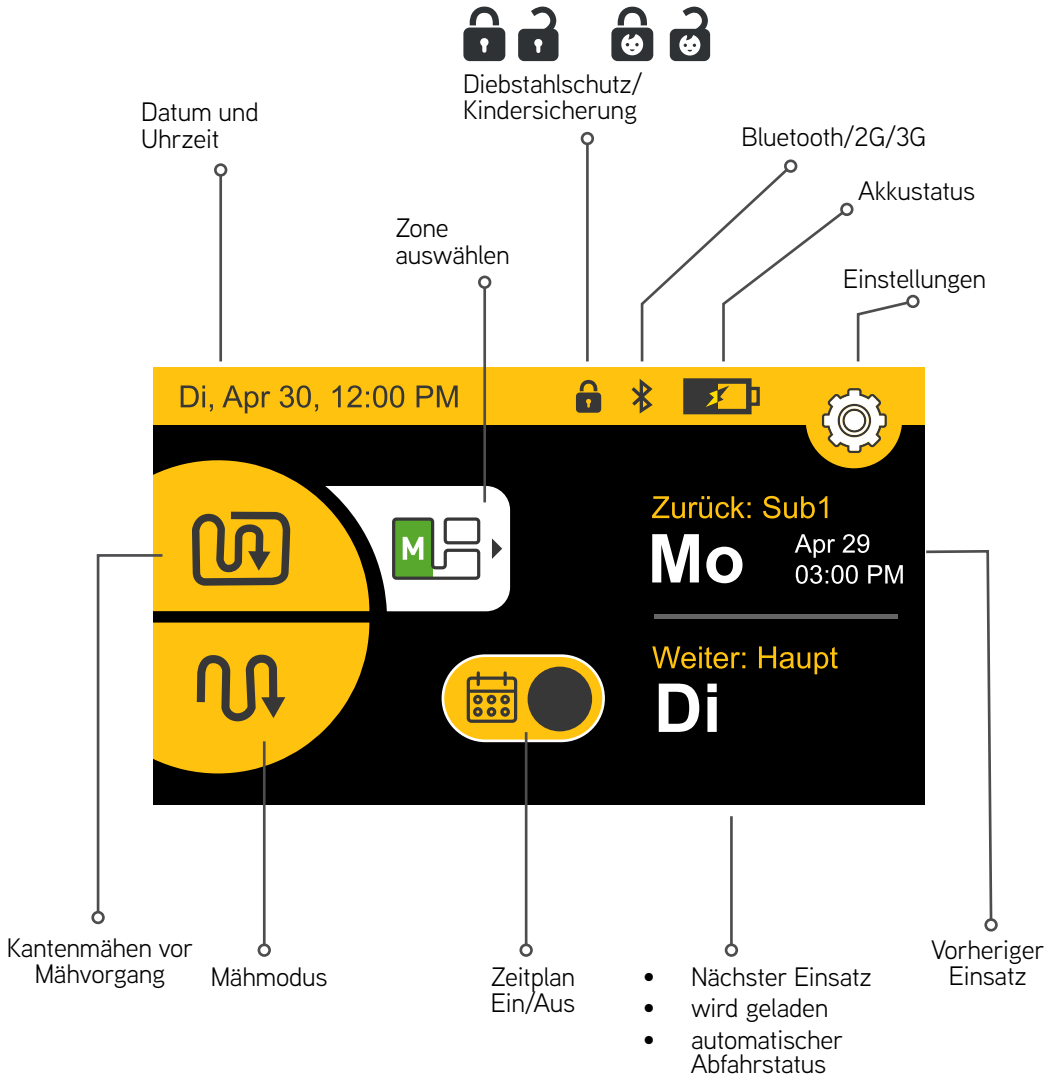 Diebstahlschutz/
Kindersicherung
Datum und
Uhrzeit
Bluetooth/2G/3G
Akkustatus
Zone
auswählen
Einstellungen
Di, Apr 30, 12:00 PM
Zurück: Sub1
Mo
Apr 29
03:00 PM
M
Weiter: Haupt
Di
Kantenmähen vor
Mähvorgang
Mähmodus
Zeitplan
Ein/Aus
• Nächster Einsatz
• wird geladen
• automatischer
Abfahrstatus
Vorheriger
Einsatz